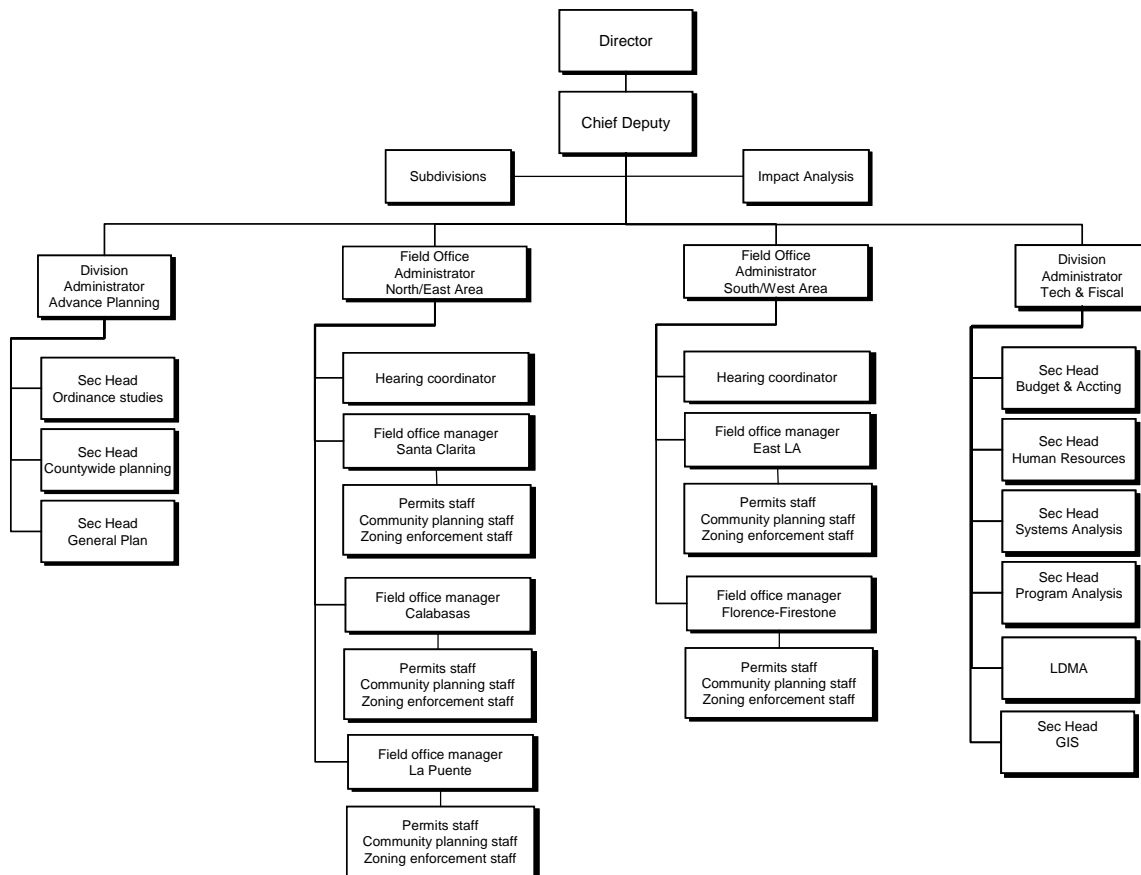 Director
Chief Deputy
Subdivisions
Impact Analysis
Division
Administrator
Advance Planning
Field Office
Administrator
North/East Area
Field Office
Administrator
South/West Area
Division
Administrator
Tech & Fiscal
Sec Head
Ordinance studies
Sec Head
Countywide planning
Sec Head
General Plan
Hearing coordinator
Field office manager
Santa Clarita
Permits staff
Community planning staff
Zoning enforcement staff
Field office manager
Calabasas
Permits staff
Community planning staff
Zoning enforcement staff
Field office manager
La Puente
Permits staff
Community planning staff
Zoning enforcement staff
Hearing coordinator
Field office manager
East LA
Permits staff
Community planning staff
Zoning enforcement staff
Field office manager
Florence-Firestone
Permits staff
Community planning staff
Zoning enforcement staff
Sec Head
Budget & Accting
Sec Head
Human Resources
Sec Head
Systems Analysis
Sec Head
Program Analysis
LDMA
Sec Head
GIS